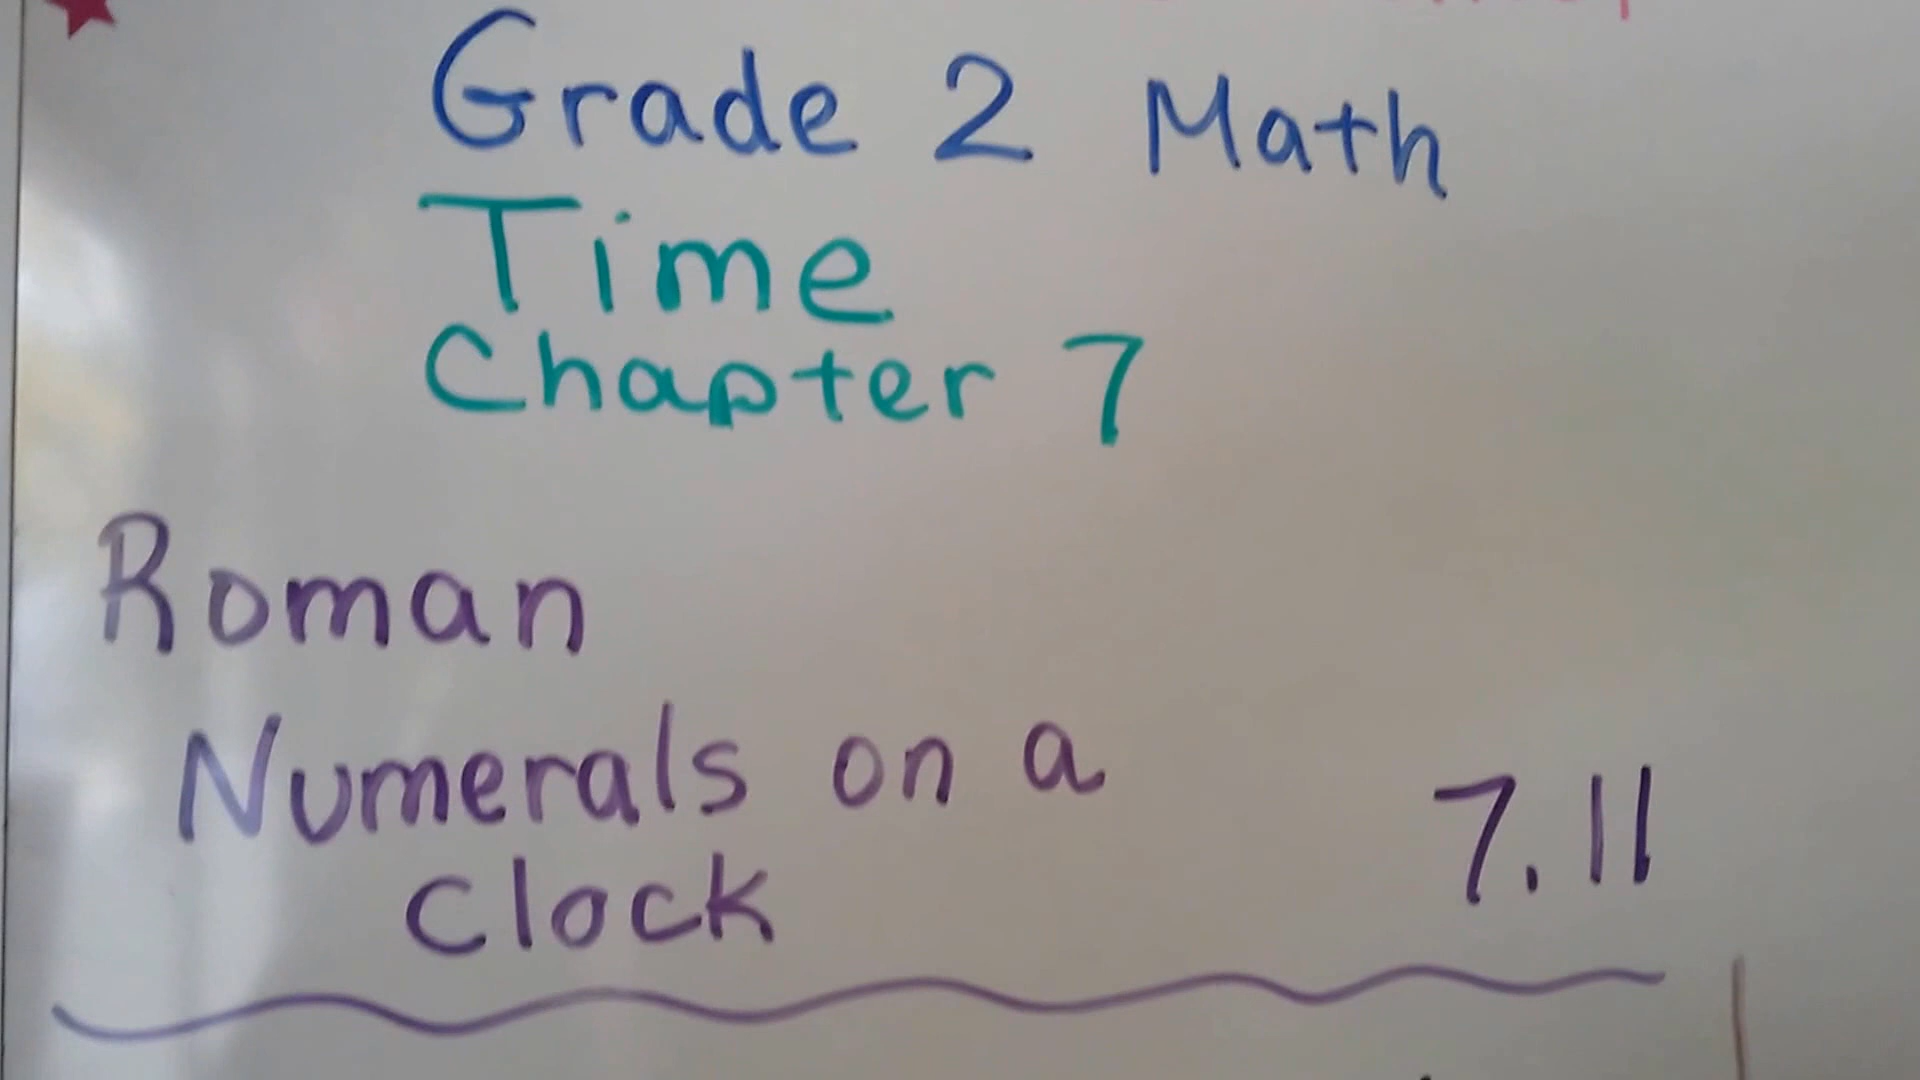 Grade 2 Math
Time
Chapter 7
Roman
Numerals on a
Clock
7.11